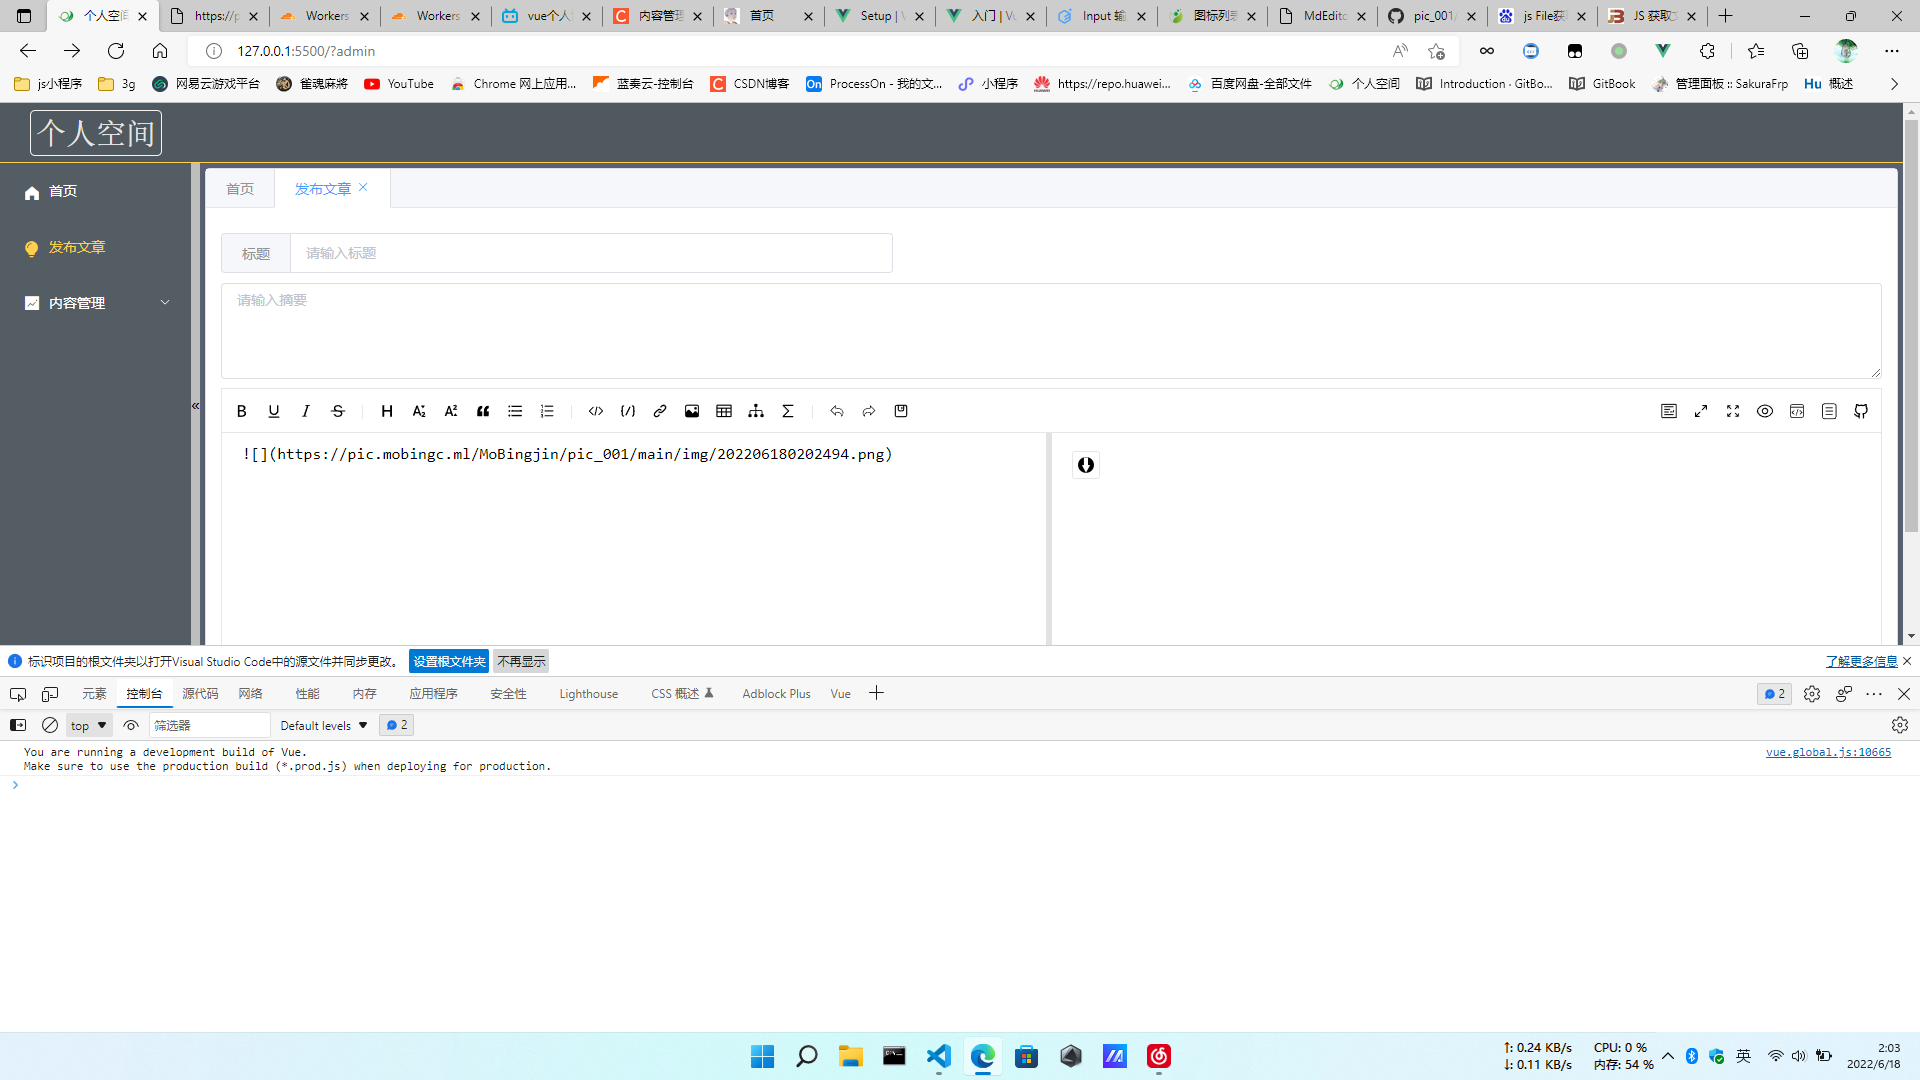 个人空间
https://p
Workers
Workers
vue个人
内容管理
首页
Setup | V
入门 | Vu
Input 输
图标列表
MdEdito
pic_001/
js File获
JS 获取
127.0.0.1:5500/?admin
js小程序
3g
网易云游戏平台
雀魂麻將
YouTube
Chrome 网上应用...
蓝奏云-控制台
CSDN博客
ProcessOn - 我的文...
小程序
https://repo.huawei...
百度网盘-全部文件
个人空间
Introduction · GitBo...
GitBook
管理面板 :: SakuraFrp
Hu 概述
个人空间
首页
发布文章
内容管理
首页
发布文章
标题
请输入标题
请输入摘要
![](https://pic.mobingc.ml/MoBingjin/pic_001/main/img/202206180202494.png)
标识项目的根文件夹以打开Visual Studio Code中的源文件并同步更改。
设置根文件夹
不再显示
了解更多信息
元素
控制台
源代码
网络
性能
内存
应用程序
安全性
Lighthouse
CSS 概述
Adblock Plus
Vue
2
top
筛选器
Default levels
2
You are running a development build of Vue.
Make sure to use the production build (*.prod.js) when deploying for production.
vue.global.js:10665
↑: 0.24 KB/s
↓: 0.11 KB/s
CPU: 0 %
内存: 54 %
英
2:03
2022/6/18